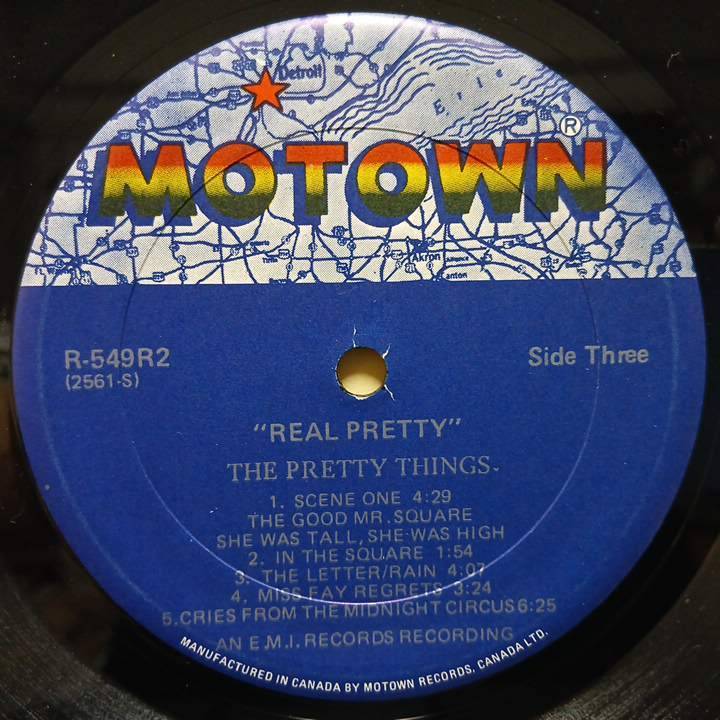 Detroit
Erie
Erie
MOTOWN®
Akron
anton
R-549R2
(2561-S)
Side Three
"REAL PRETTY"
THE PRETTY THINGS
1. SCENE ONE 4:29
THE GOOD MR. SQUARE
SHE WAS TALL, SHE WAS HIGH
2. IN THE SQUARE 1:54
3. THE LETTER/RAIN 4:07
4. MISS FAY REGRETS 3:24
5. CRIES FROM THE MIDNIGHT CIRCUS 6:25
AN E.M.I. RECORDS RECORDING
MANUFACTURED IN CANADA BY MOTOWN RECORDS, CANADA LTD.